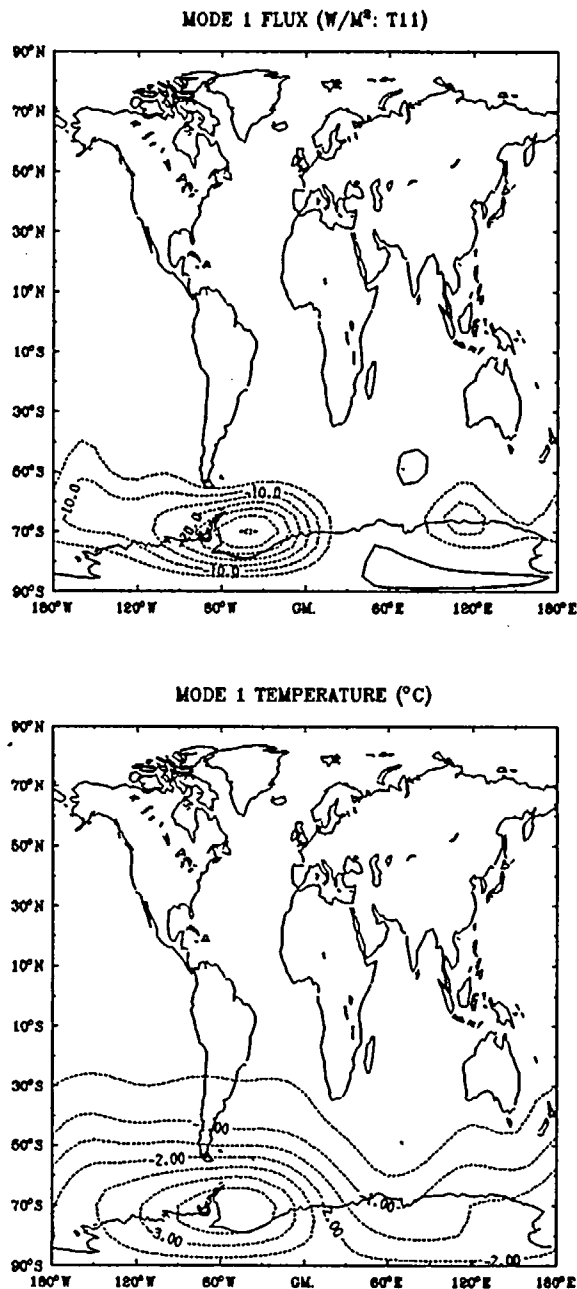 MODE 1 FLUX (W/M²: T11)
90°N
70°N
50°N
30°N
10°N
10°S
30°S
50°S
70°S
90°S
-10.0
-10.0
10.0
180°W 120°W 60°W GM. 60°E 120°E 180°E
MODE 1 TEMPERATURE (°C)
90°N
70°N
50°N
30°N
10°N
10°S
30°S
50°S
70°S
90°S
-2.00
-3.00
-2.00
180°W 120°W 60°W GM. 60°E 120°E 180°E